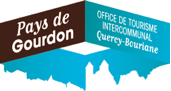 Pays de
Gourdon
OFFICE DE TOURISME
INTERCOMMUNAL
Quercy-Bouriane